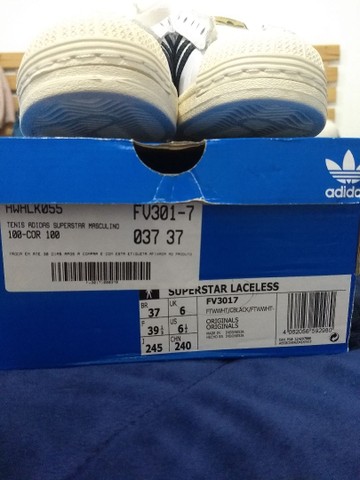 adidas
HWHLK055
FV301-7
TENIS ADIDAS SUPERSTAR MASCULINO
100-COR 100
037 37
SUPERSTAR LACELESS
BR 37
UK 6
FV3017
FTWWHT/CBLACK/FTWWHT
F 39⅓
US 6½
ORIGINALS
ORIGINALS
J 245
CHN 240